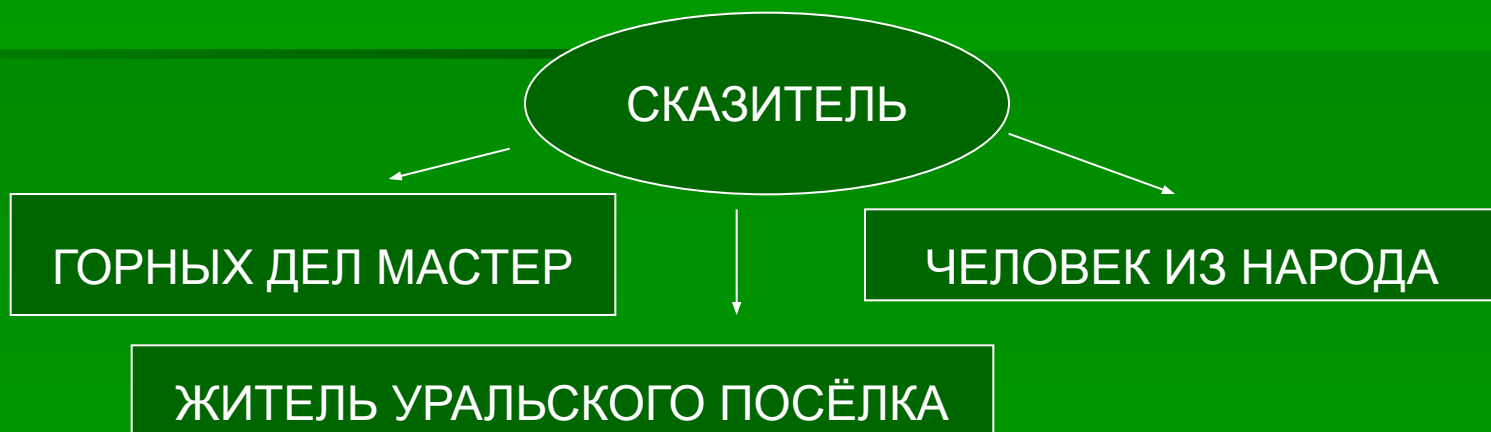 СКАЗИТЕЛЬ
ГОРНЫХ ДЕЛ МАСТЕР
ЧЕЛОВЕК ИЗ НАРОДА
ЖИТЕЛЬ УРАЛЬСКОГО ПОСЁЛКА